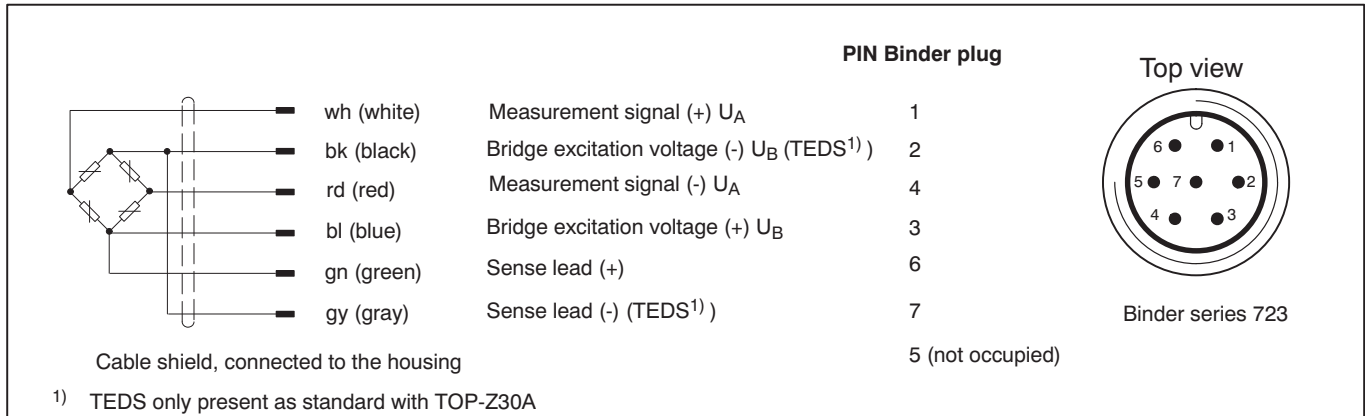 PIN Binder plug
Top view
wh (white) Measurement signal (+) UA 1
bk (black) Bridge excitation voltage (-) UB (TEDS1) ) 2
rd (red) Measurement signal (-) UA 4
bl (blue) Bridge excitation voltage (+) UB 3
gn (green) Sense lead (+) 6
gy (gray) Sense lead (-) (TEDS1) ) 7
5 (not occupied)
6 1
5 7 2
4 3
Binder series 723
Cable shield, connected to the housing
1) TEDS only present as standard with TOP-Z30A